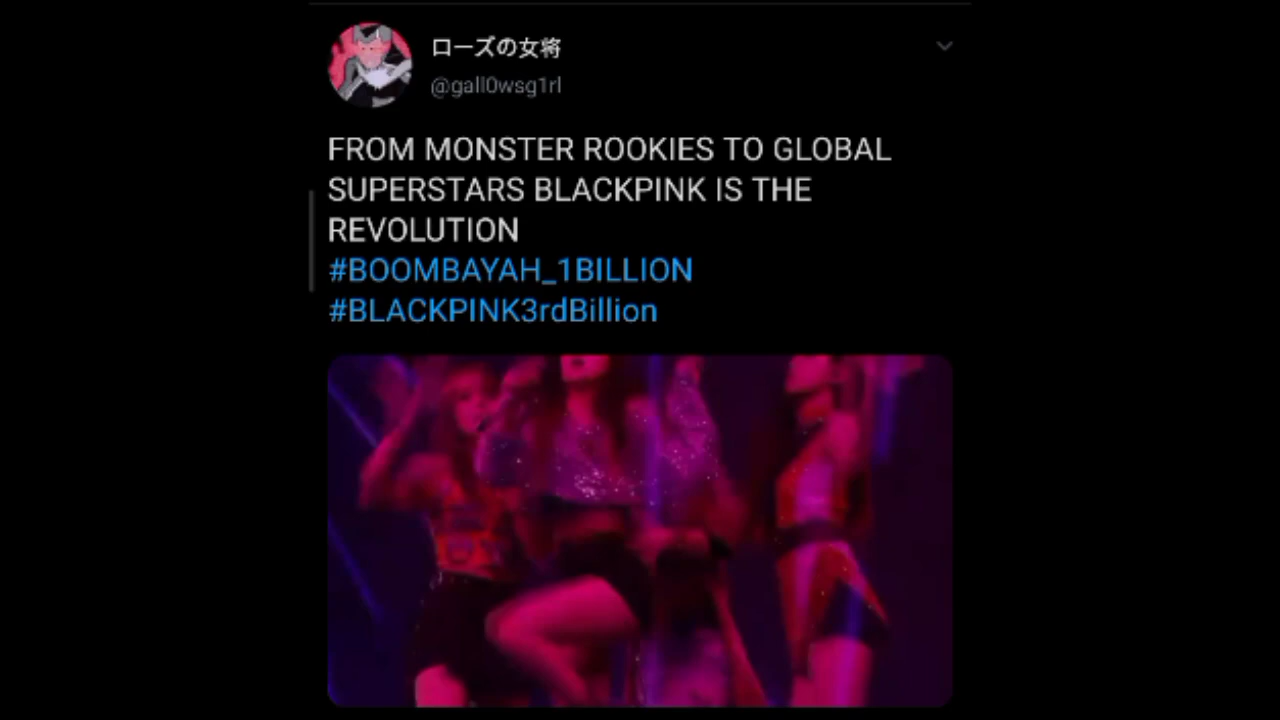 ローズの女将
@gall0wsg1rl
FROM MONSTER ROOKIES TO GLOBAL
SUPERSTARS BLACKPINK IS THE
REVOLUTION
#BOOMBAYAH_1BILLION
#BLACKPINK3rdBillion